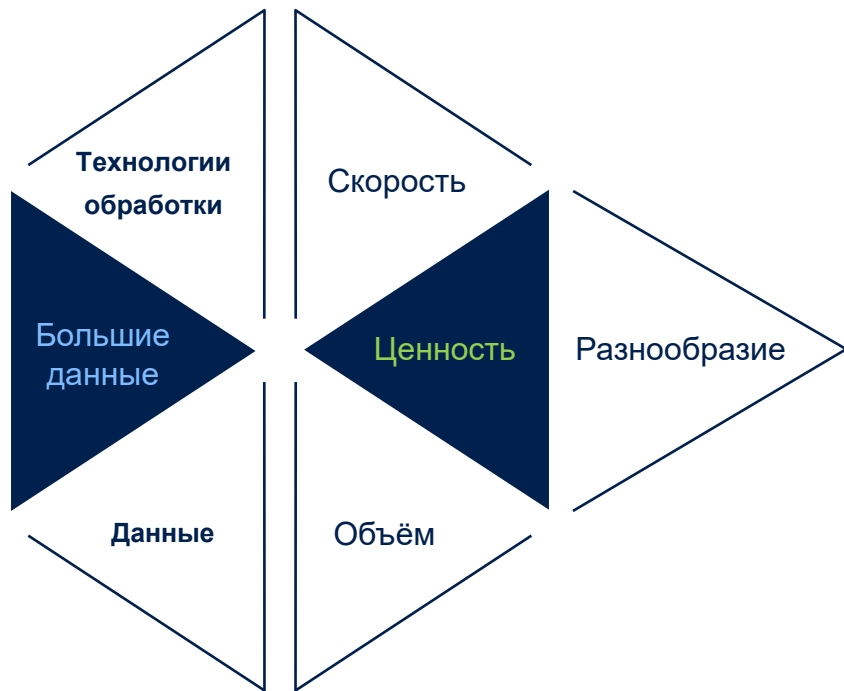 Технологии
обработки
Скорость
Большие
данные
Ценность
Разнообразие
Данные
Объём